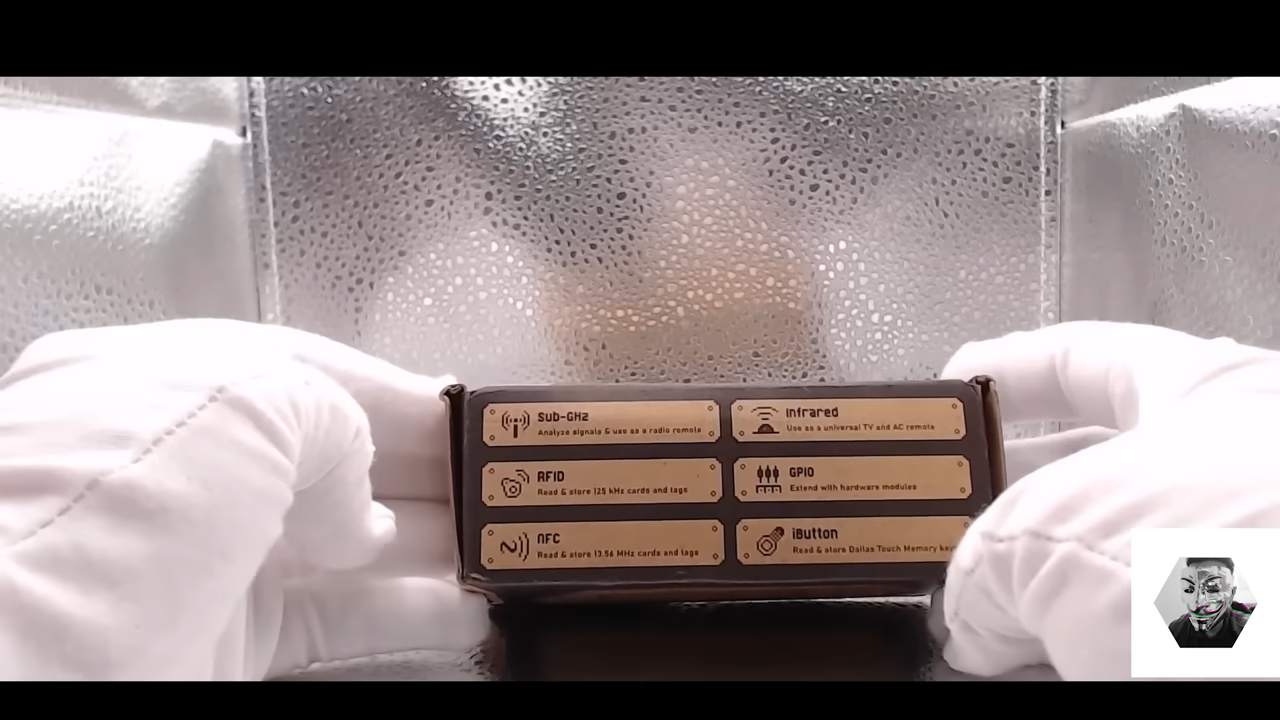 Sub-GHz
Analyze signals & use as a radio remote
RFID
Read & store 125 kHz cards and tags
NFC
Read & store 13.56 MHz cards and tags
Infrared
Use as a universal TV and AC remote
GPIO
Extend with hardware modules
iButton
Read & store Dallas Touch Memory key